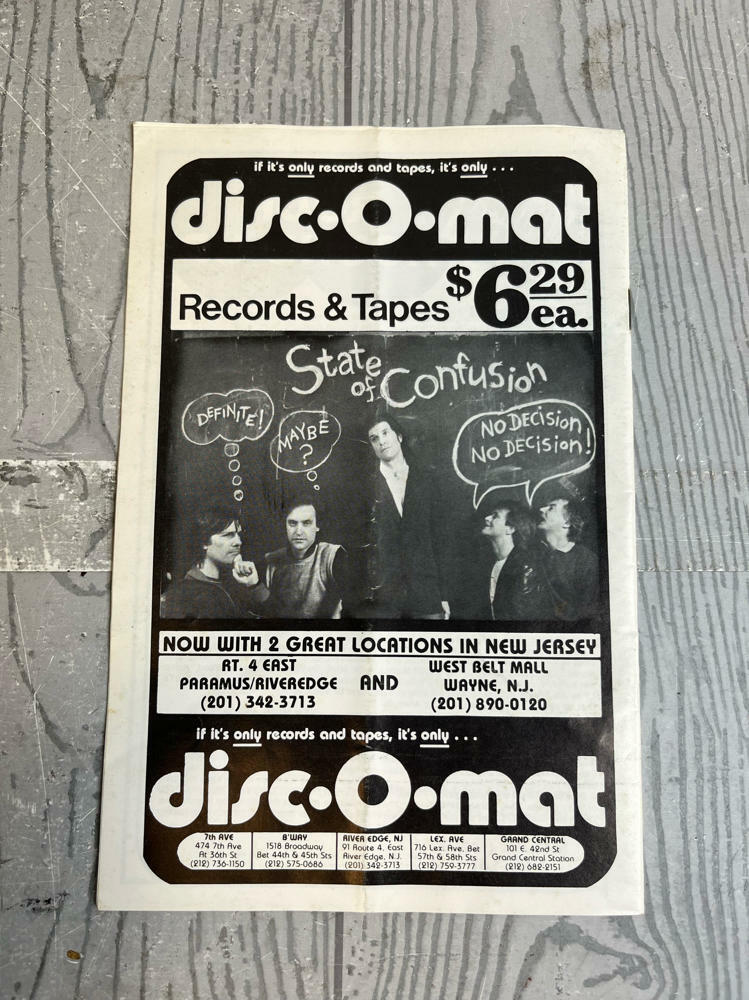 if it's only records and tapes, it's only . . .
disc•O•mat
Records & Tapes $6 29 ea.
State
of Confusion
DEFINITE!
MAYBE
?
NO DECISION,
NO DECISION!
NOW WITH 2 GREAT LOCATIONS IN NEW JERSEY
RT. 4 EAST
PARAMUS/RIVEREDGE
(201) 342-3713
AND
WEST BELT MALL
WAYNE, N.J.
(201) 890-0120
if it's only records and tapes, it's only . . .
disc•O•mat
7th AVE
474 7th Ave
At 36th St
(212) 736-1150
B'WAY
1518 Broadway
Bet 44th & 45th Sts
(212) 575-0686
RIVER EDGE, NJ
91 Route 4, East
River Edge, N.J.
(201) 342-3713
LEX. AVE
716 Lex. Ave. Bet
57th & 58th Sts
(212) 759-3777
GRAND CENTRAL
101 E. 42nd St
Grand Central Station
(212) 682-2151